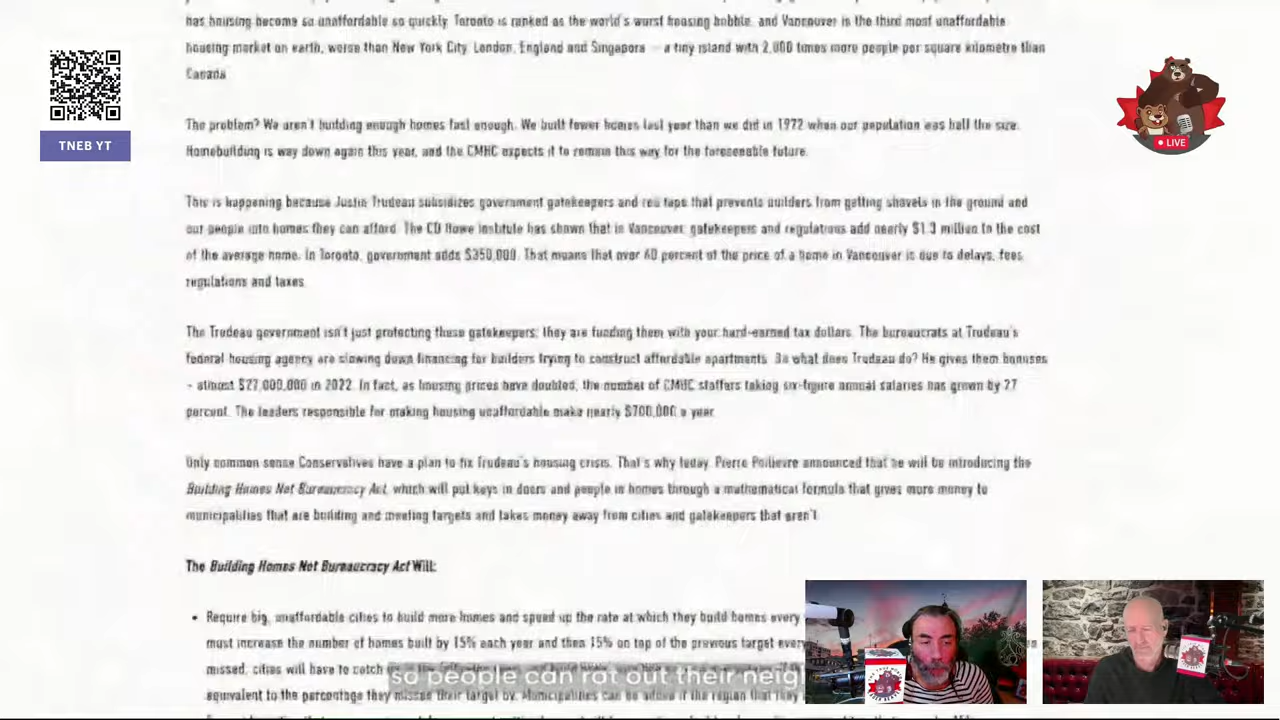 has housing become so unaffordable so quickly. Toronto is ranked as the world's worst housing bubble, and Vancouver is the third most unaffordable
housing market on earth, worse than New York City, London, England and Singapore – a tiny island with 2,000 times more people per square kilometre than
Canada.
TNEB YT
LIVE
The problem? We aren't building enough homes fast enough. We built fewer homes last year than we did in 1972 when our population was half the size.
Homebuilding is way down again this year, and the CMHC expects it to remain this way for the foreseeable future.
This is happening because Justin Trudeau subsidizes government gatekeepers and red tape that prevents builders from getting shovels in the ground and
our people into homes they can afford. The CD Howe Institute has shown that in Vancouver, gatekeepers and regulations add nearly $1.3 million to the cost
of the average home. In Toronto, government adds $350,000. That means that over 60 percent of the price of a home in Vancouver is due to delays, fees,
regulations and taxes.
The Trudeau government isn't just protecting these gatekeepers, they are funding them with your hard-earned tax dollars. The bureaucrats at Trudeau's
federal housing agency are slowing down financing for builders trying to construct affordable apartments. So what does Trudeau do? He gives them bonuses
- almost $27,000,000 in 2022. In fact, as housing prices have doubled, the number of CMHC staffers taking six-figure annual salaries has grown by 27
percent. The leaders responsible for making housing unaffordable make nearly $700,000 a year.
Only common sense Conservatives have a plan to fix Trudeau's housing crisis. That's why today, Pierre Poilievre announced that he will be introducing the
Building Homes Not Bureaucracy Act, which will put keys in doors and people in homes through a mathematical formula that gives more money to
municipalities that are building and meeting targets and takes money away from cities and gatekeepers that aren't.
The Building Homes Not Bureaucracy Act Will:
• Require big, unaffordable cities to build more homes and speed up the rate at which they build homes every
must increase the number of homes built by 15% each year and then 15% on top of the previous target every
missed, cities will have to catch
so people can rat out their neig
equivalent to the percentage they missed their target by. Municipalities can be added if the region that they